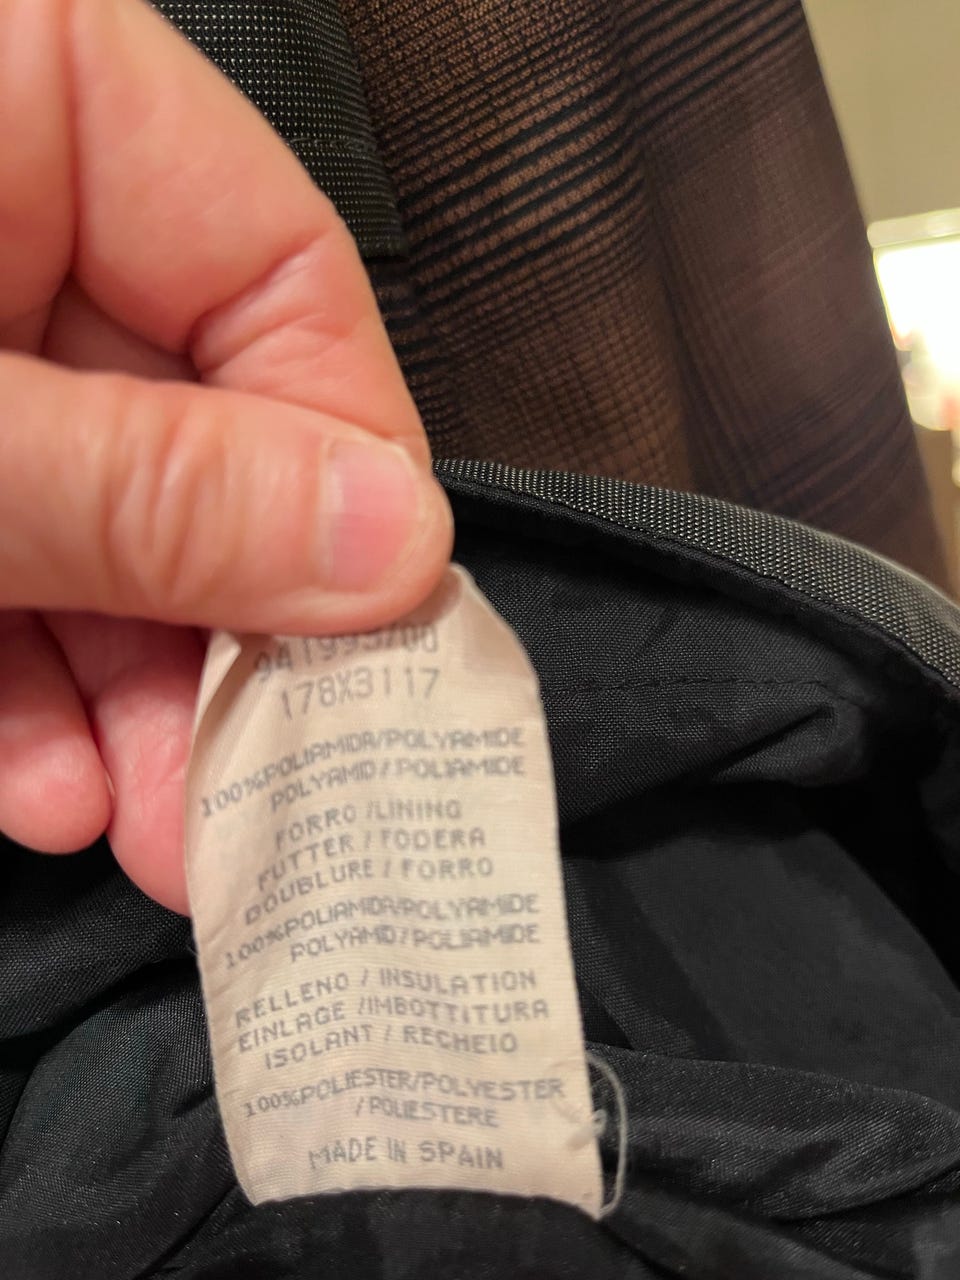 178X3117
100%POLIAMIDA/POLYAMIDE
POLYAMID/POLIAMIDE
FORRO/LINING
FUTTER/FODERA
DOUBLURE/FORRO
100%POLIAMIDA/POLYAMIDE
POLYAMID/POLIAMIDE
RELLENO/INSULATION
EINLAGE/IMBOTTITURA
ISOLANT/RECHEIO
100%POLIESTER/POLYESTER
/POLIESTERE
MADE IN SPAIN